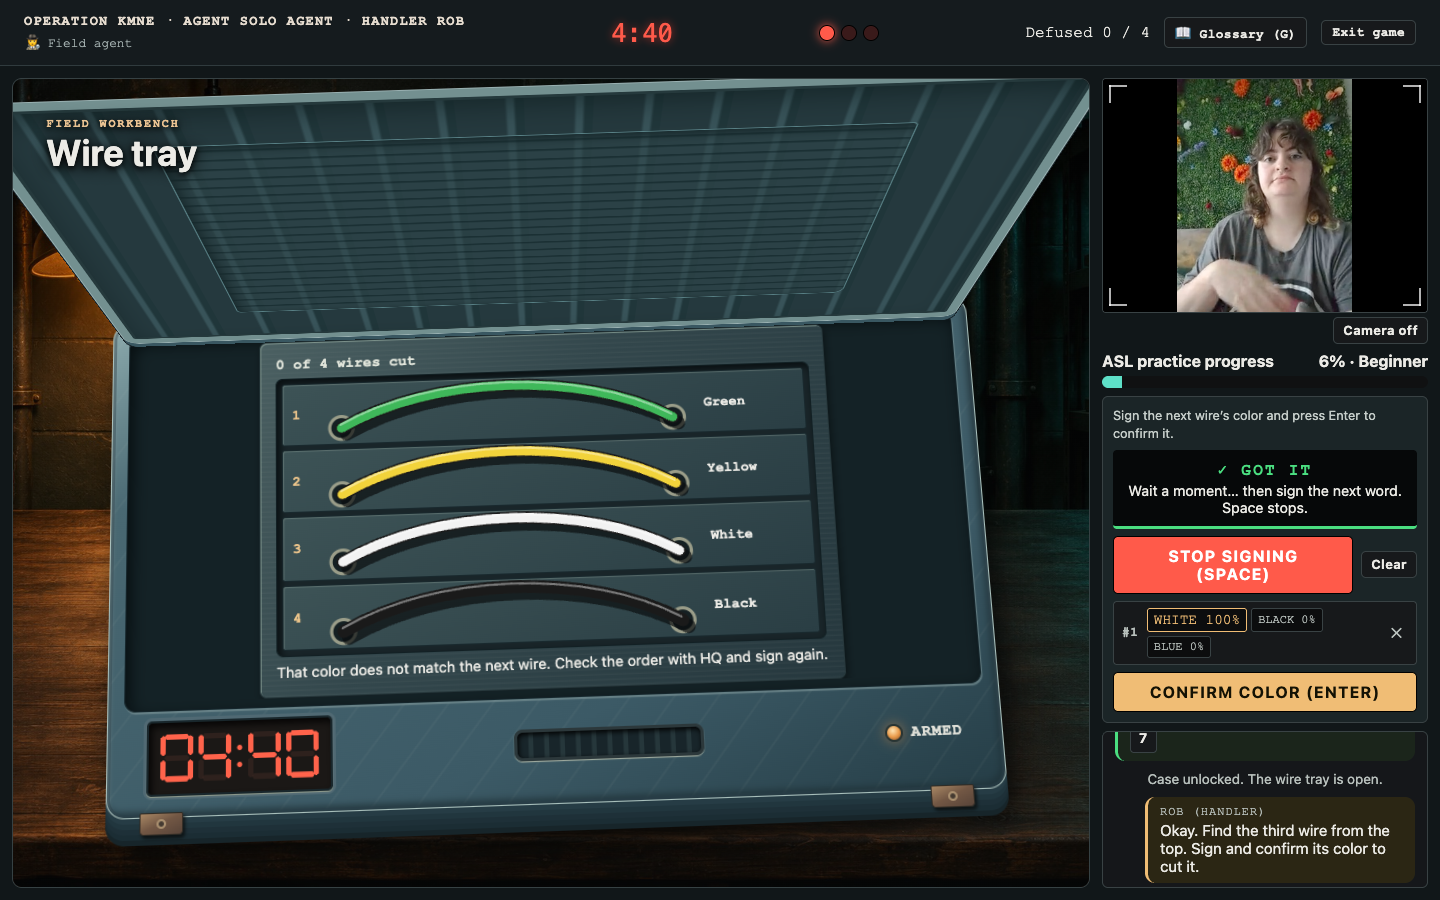 OPERATION KMNE · AGENT SOLO AGENT · HANDLER ROB
Field agent
4:40
Defused 0 / 4
Glossary (G)
Exit game
FIELD WORKBENCH
Wire tray
0 of 4 wires cut
1
Green
2
Yellow
3
White
4
Black
That color does not match the next wire. Check the order with HQ and sign again.
04:40
ARMED
Camera off
ASL practice progress
6% · Beginner
Sign the next wire's color and press Enter to
confirm it.
✓ GOT IT
Wait a moment... then sign the next word.
Space stops.
STOP SIGNING
(SPACE)
Clear
#1
WHITE 100%
BLACK 0%
BLUE 0%
CONFIRM COLOR (ENTER)
7
Case unlocked. The wire tray is open.
ROB (HANDLER)
Okay. Find the third wire from the
top. Sign and confirm its color to
cut it.